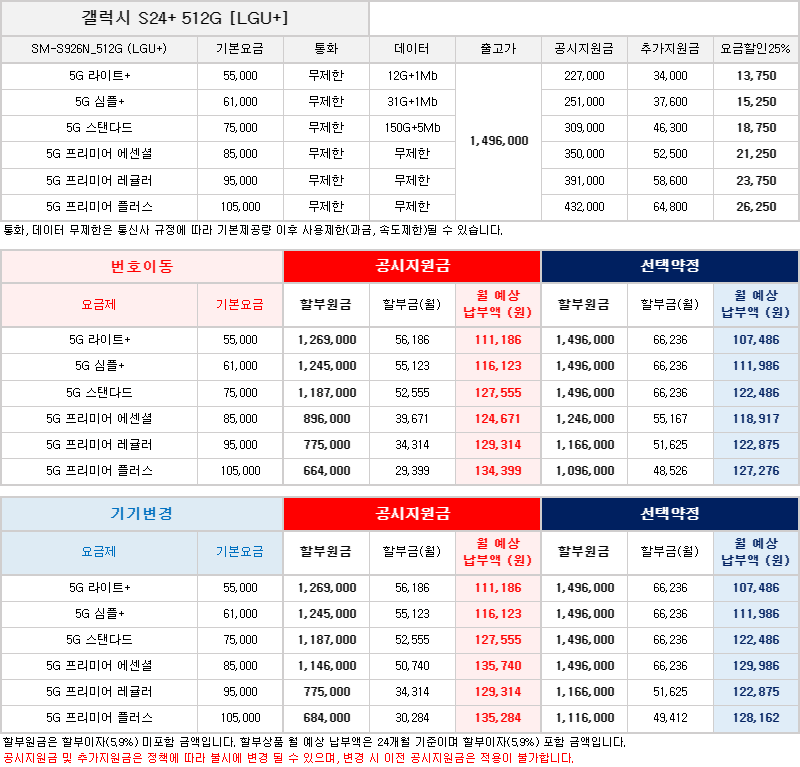 갤럭시 S24+ 512G [LGU+]
SM-S926N_512G (LGU+) 기본요금 통화 데이터 출고가 공시지원금 추가지원금 요금할인25%
5G 라이트+ 55,000 무제한 12G+1Mb 227,000 34,000 13,750
5G 심플+ 61,000 무제한 31G+1Mb 251,000 37,600 15,250
5G 스탠다드 75,000 무제한 150G+5Mb 309,000 46,300 18,750
1,496,000
5G 프리미어 에센셜 85,000 무제한 무제한 350,000 52,500 21,250
5G 프리미어 레귤러 95,000 무제한 무제한 391,000 58,600 23,750
5G 프리미어 플러스 105,000 무제한 무제한 432,000 64,800 26,250
통화, 데이터 무제한은 통신사 규정에 따라 기본제공량 이후 사용제한(과금, 속도제한)될 수 있습니다.
번호이동 공시지원금 선택약정
요금제 기본요금 할부원금 할부금(월) 월 예상 납부액 (원) 할부원금 할부금(월) 월 예상 납부액 (원)
5G 라이트+ 55,000 1,269,000 56,186 111,186 1,496,000 66,236 107,486
5G 심플+ 61,000 1,245,000 55,123 116,123 1,496,000 66,236 111,986
5G 스탠다드 75,000 1,187,000 52,555 127,555 1,496,000 66,236 122,486
5G 프리미어 에센셜 85,000 896,000 39,671 124,671 1,246,000 55,167 118,917
5G 프리미어 레귤러 95,000 775,000 34,314 129,314 1,166,000 51,625 122,875
5G 프리미어 플러스 105,000 664,000 29,399 134,399 1,096,000 48,526 127,276
기기변경 공시지원금 선택약정
요금제 기본요금 할부원금 할부금(월) 월 예상 납부액 (원) 할부원금 할부금(월) 월 예상 납부액 (원)
5G 라이트+ 55,000 1,269,000 56,186 111,186 1,496,000 66,236 107,486
5G 심플+ 61,000 1,245,000 55,123 116,123 1,496,000 66,236 111,986
5G 스탠다드 75,000 1,187,000 52,555 127,555 1,496,000 66,236 122,486
5G 프리미어 에센셜 85,000 1,146,000 50,740 135,740 1,496,000 66,236 129,986
5G 프리미어 레귤러 95,000 775,000 34,314 129,314 1,166,000 51,625 122,875
5G 프리미어 플러스 105,000 684,000 30,284 135,284 1,116,000 49,412 128,162
할부원금은 할부이자(5,9%) 미포함 금액입니다. 할부상품 월 예상 납부액은 24개월 기준이며 할부이자(5,9%) 포함 금액입니다.
공시지원금 및 추가지원금은 정책에 따라 불시에 변경 될 수 있으며, 변경 시 이전 공시지원금은 적용이 불가합니다.